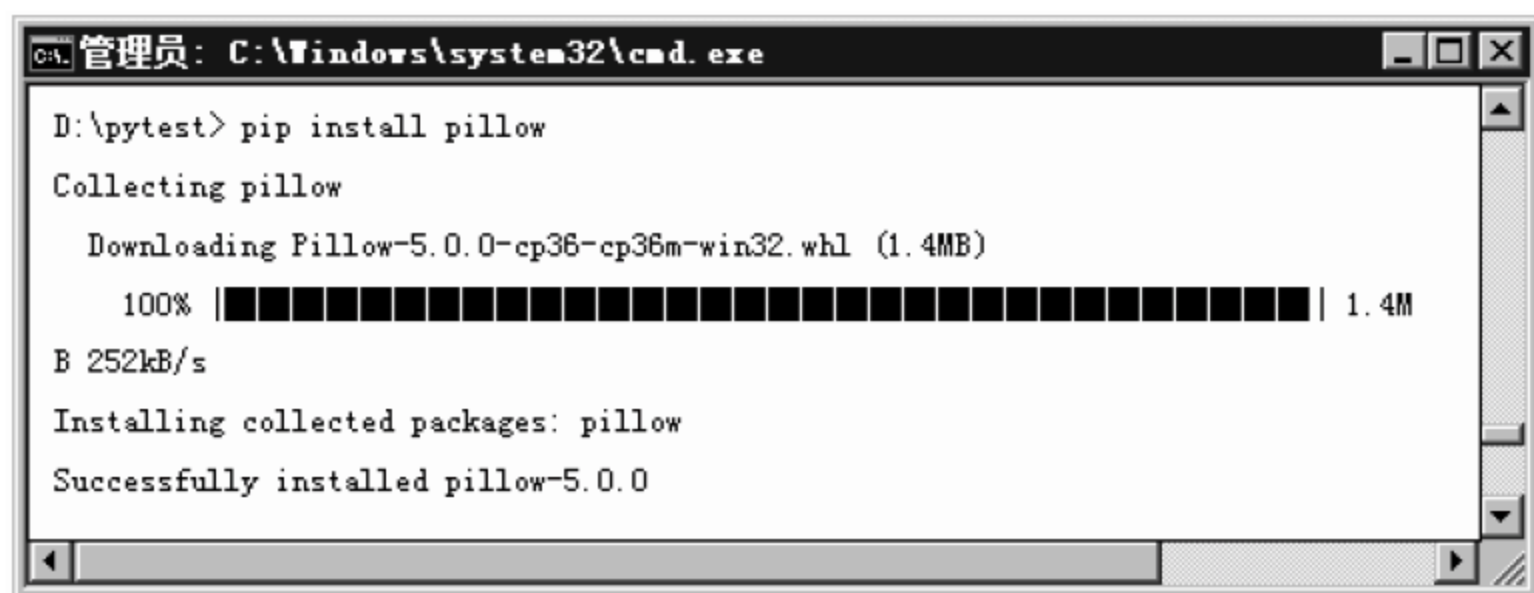 管理员: C:\Windows\system32\cmd.exe
D:\pytest> pip install pillow
Collecting pillow
Downloading Pillow-5.0.0-cp36-cp36m-win32.whl (1.4MB)
100% |████████████████████████████████| 1.4M
B 252kB/s
Installing collected packages: pillow
Successfully installed pillow-5.0.0